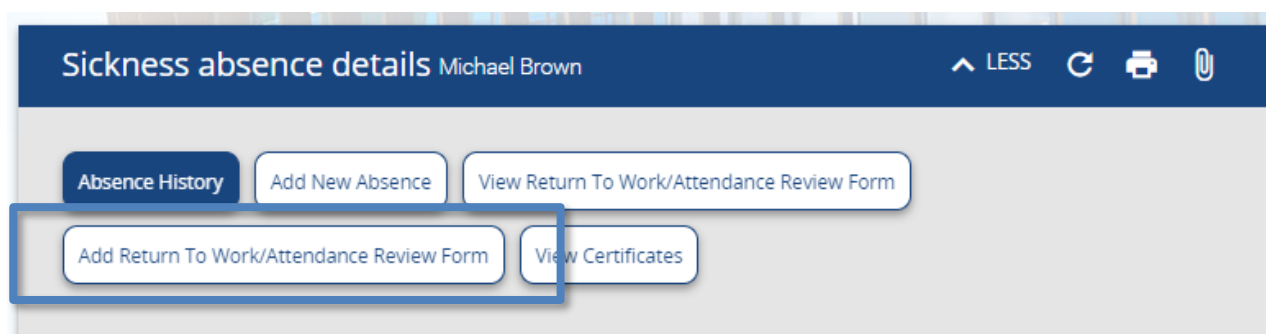 Sickness absence details Michael Brown LESS
Absence History Add New Absence View Return To Work/Attendance Review Form
Add Return To Work/Attendance Review Form View Certificates